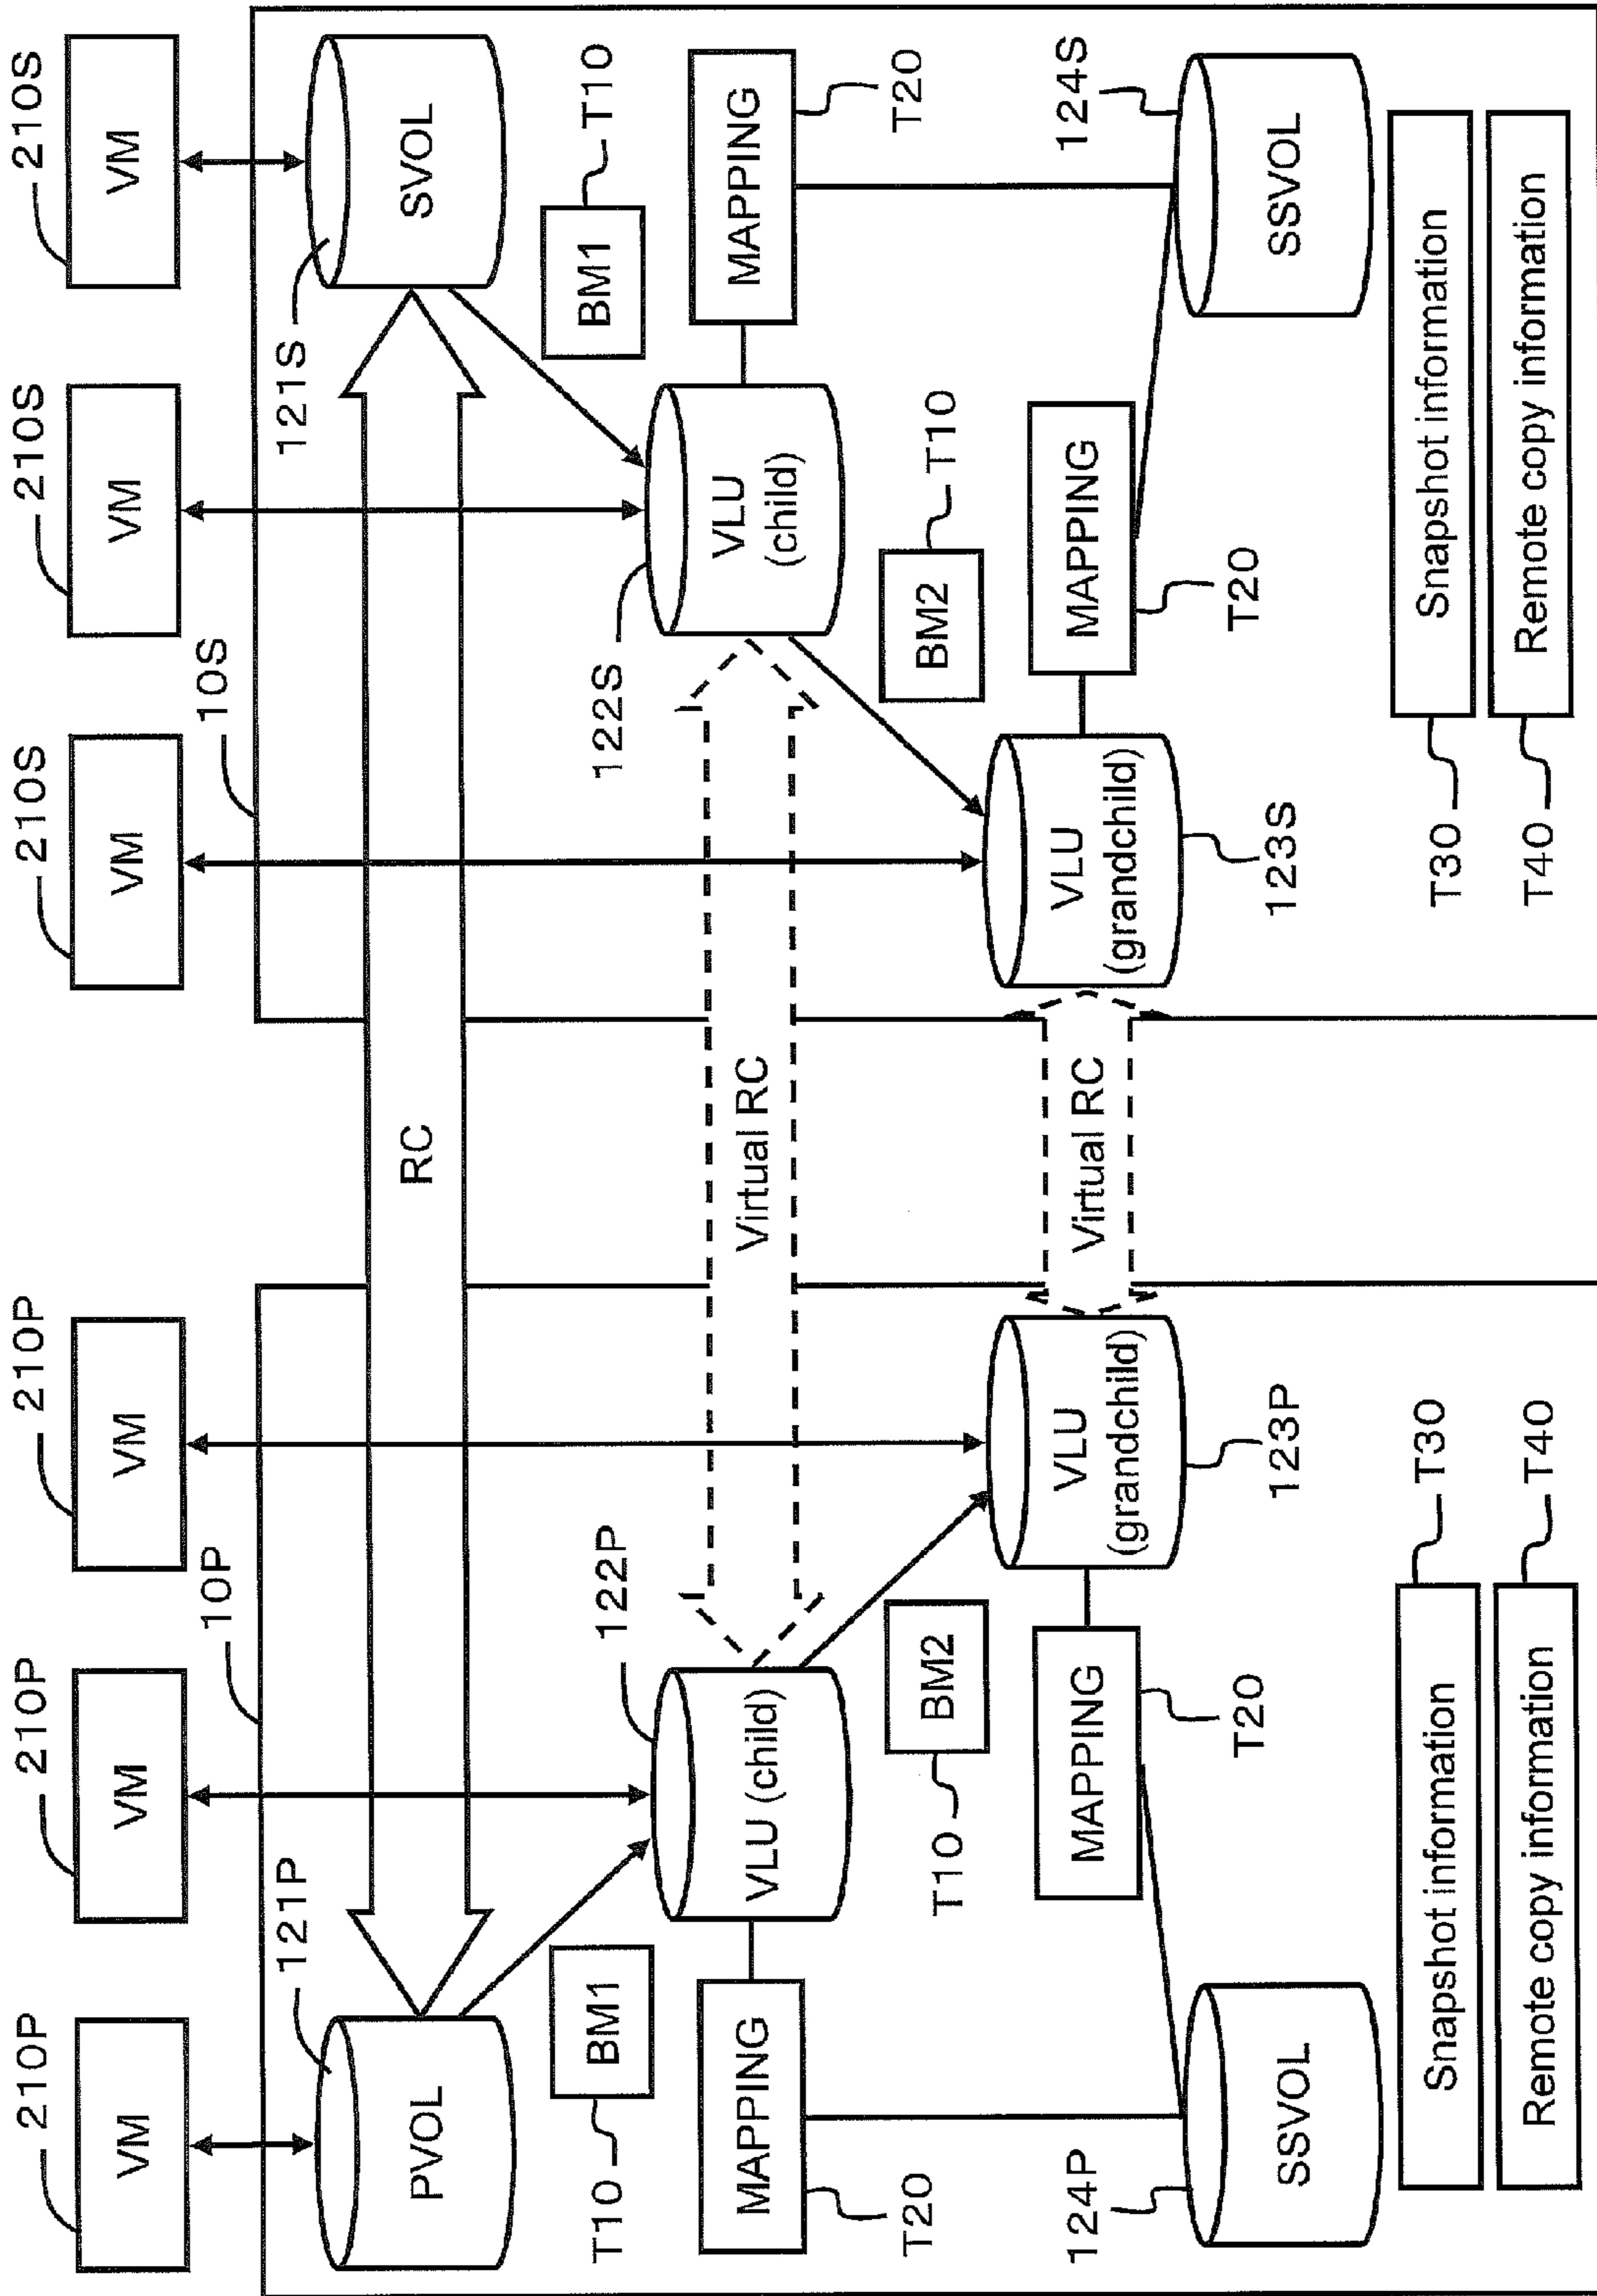 210P
210P
210P
210S
210S
210S
VM
VM
VM
VM
VM
VM
10P
10S
121P
PVOL
RC
121S
SVOL
T10
BM1
122P
VLU (child)
Virtual RC
122S
VLU
(child)
BM1
T10
MAPPING
T20
MAPPING
T20
T10
BM2
BM2
T10
MAPPING
T20
VLU
(grandchild)
123P
Virtual RC
VLU
(grandchild)
123S
MAPPING
T20
124P
SSVOL
124S
SSVOL
Snapshot information
T30
T30
Snapshot information
Remote copy information
T40
T40
Remote copy information